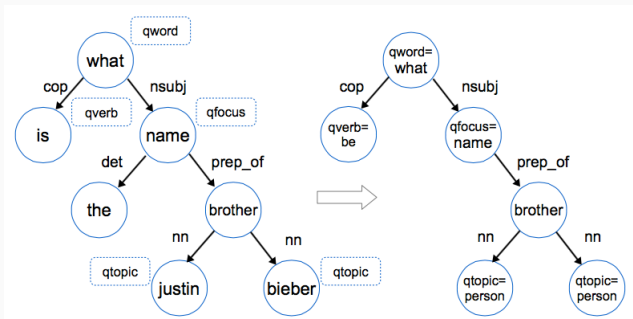 qword
what
qword=
what
cop
nsubj
cop
nsubj
qverb
qfocus
is
name
qverb=
be
qfocus=
name
det
prep_of
prep_of
the
brother
brother
nn
nn
nn
nn
qtopic
justin
bieber
qtopic
qtopic=
person
qtopic=
person